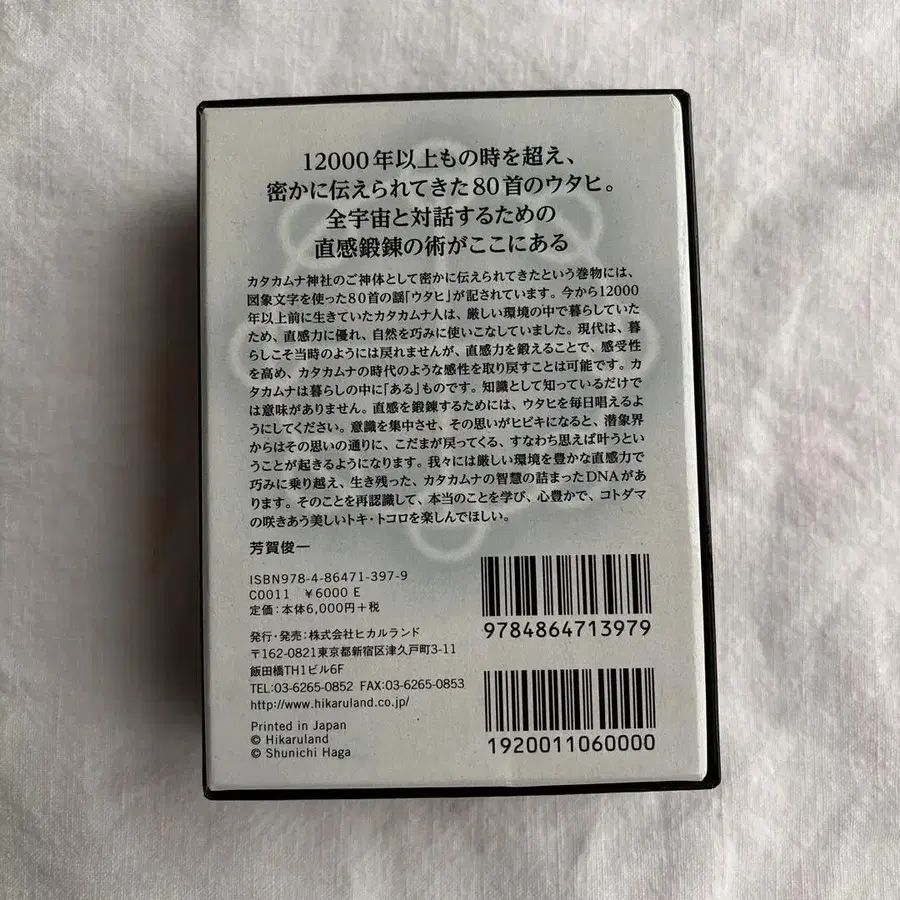 12000年以上もの時を超え、
密かに伝えられてきた80首のウタヒ。
全宇宙と対話するための
直感鍛錬の術がここにある
カタカムナ神社のご神体として密かに伝えられてきたという巻物には、
図象文字を使った80首の謡「ウタヒ」が記されています。今から12000
年以上前に生きていたカタカムナ人は、厳しい環境の中で暮らしていた
ため、直感力に優れ、自然を巧みに使いこなしていました。現代は、暮
らしこそ当時のようには戻れませんが、直感力を鍛えることで、感受性
を高め、カタカムナの時代のような感性を取り戻すことは可能です。カ
タカムナは暮らしの中に「ある」ものです。知識として知っているだけで
は意味がありません。直感を鍛錬するためには、ウタヒを毎日唱えるよ
うにしてください。意識を集中させ、その思いがヒビキになると、潜象界
からはその思いの通りに、こだまが戻ってくる、すなわち思えば叶うとい
うことが起きるようになります。我々には厳しい環境を豊かな直感力で
巧みに乗り越え、生き残った、カタカムナの智慧の詰まったDNAがあ
ります。そのことを再認識して、本当のことを学び、心豊かで、コトダマ
の咲きあう美しいトキ・トコロを楽しんでほしい。
芳賀俊一
ISBN978-4-86471-397-9
C0011 ¥6000 E
定価:本体6,000円+税
9784864713979
発行・発売:株式会社ヒカルランド
〒162-0821東京都新宿区津久戸町3-11
飯田橋TH1ビル6F
TEL:03-6265-0852 FAX:03-6265-0853
http://www.hikaruland.co.jp/
Printed in Japan
© Hikaruland
© Shunichi Haga
1920011060000